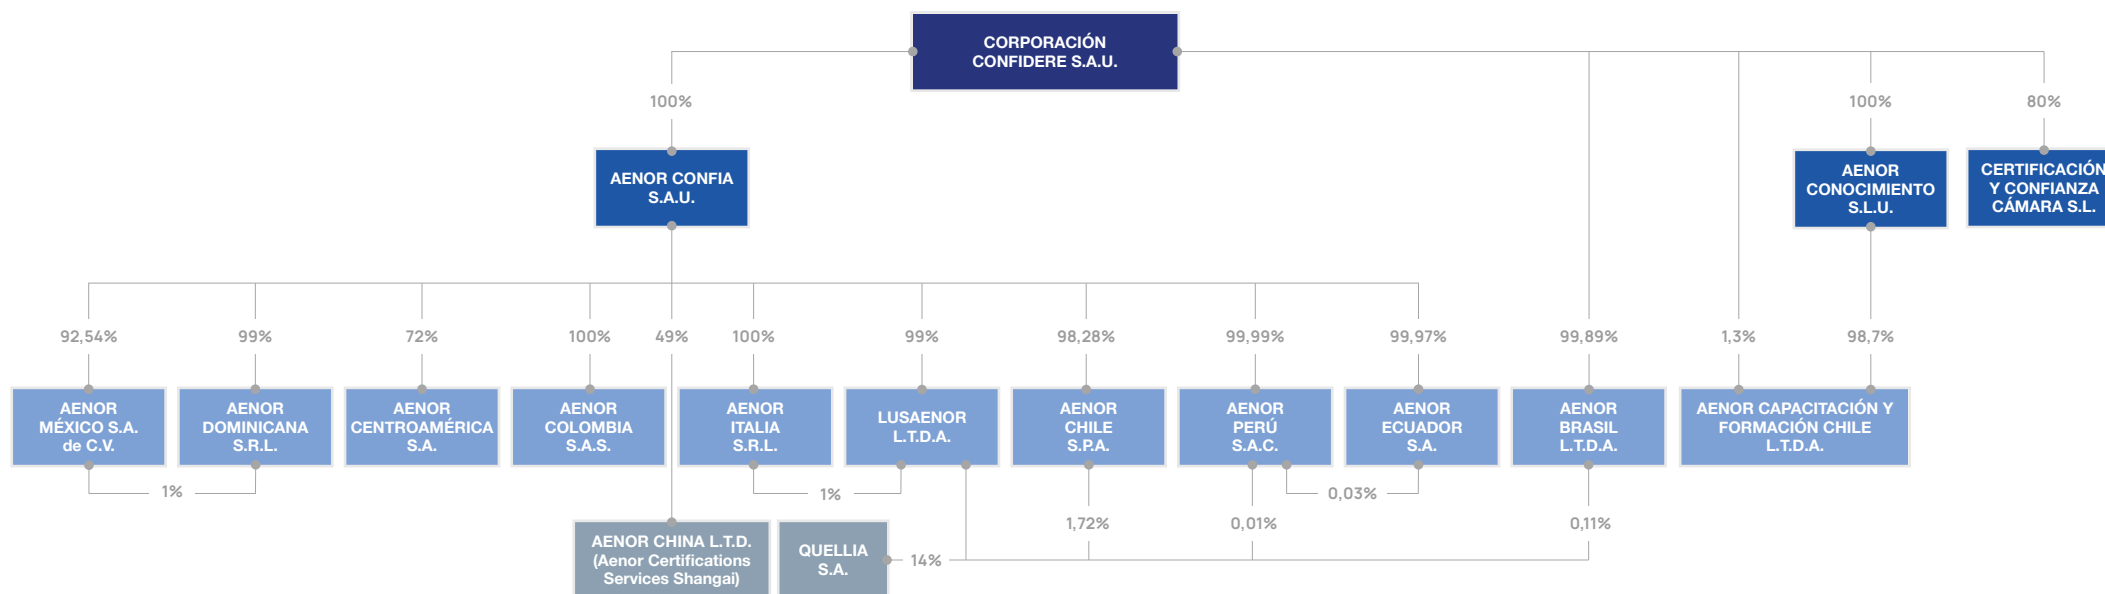 CORPORACIÓN
CONFIDERE S.A.U.
100%
100%
80%
AENOR CONFIA
S.A.U.
AENOR
CONOCIMIENTO
S.L.U.
CERTIFICACIÓN
Y CONFIANZA
CÁMARA S.L.
92,54%
99%
72%
100%
49%
100%
99%
98,28%
99,99%
99,97%
99,89%
1,3%
98,7%
AENOR
MÉXICO S.A.
de C.V.
AENOR
DOMINICANA
S.R.L.
AENOR
CENTROAMÉRICA
S.A.
AENOR
COLOMBIA
S.A.S.
AENOR
ITALIA
S.R.L.
LUSAENOR
L.T.D.A.
AENOR
CHILE
S.P.A.
AENOR
PERÚ
S.A.C.
AENOR
ECUADOR
S.A.
AENOR
BRASIL
L.T.D.A.
AENOR CAPACITACIÓN Y
FORMACIÓN CHILE
L.T.D.A.
1%
1%
0,03%
1,72%
0,01%
0,11%
AENOR CHINA L.T.D.
(Aenor Certifications
Services Shangai)
QUELLIA
S.A.
14%